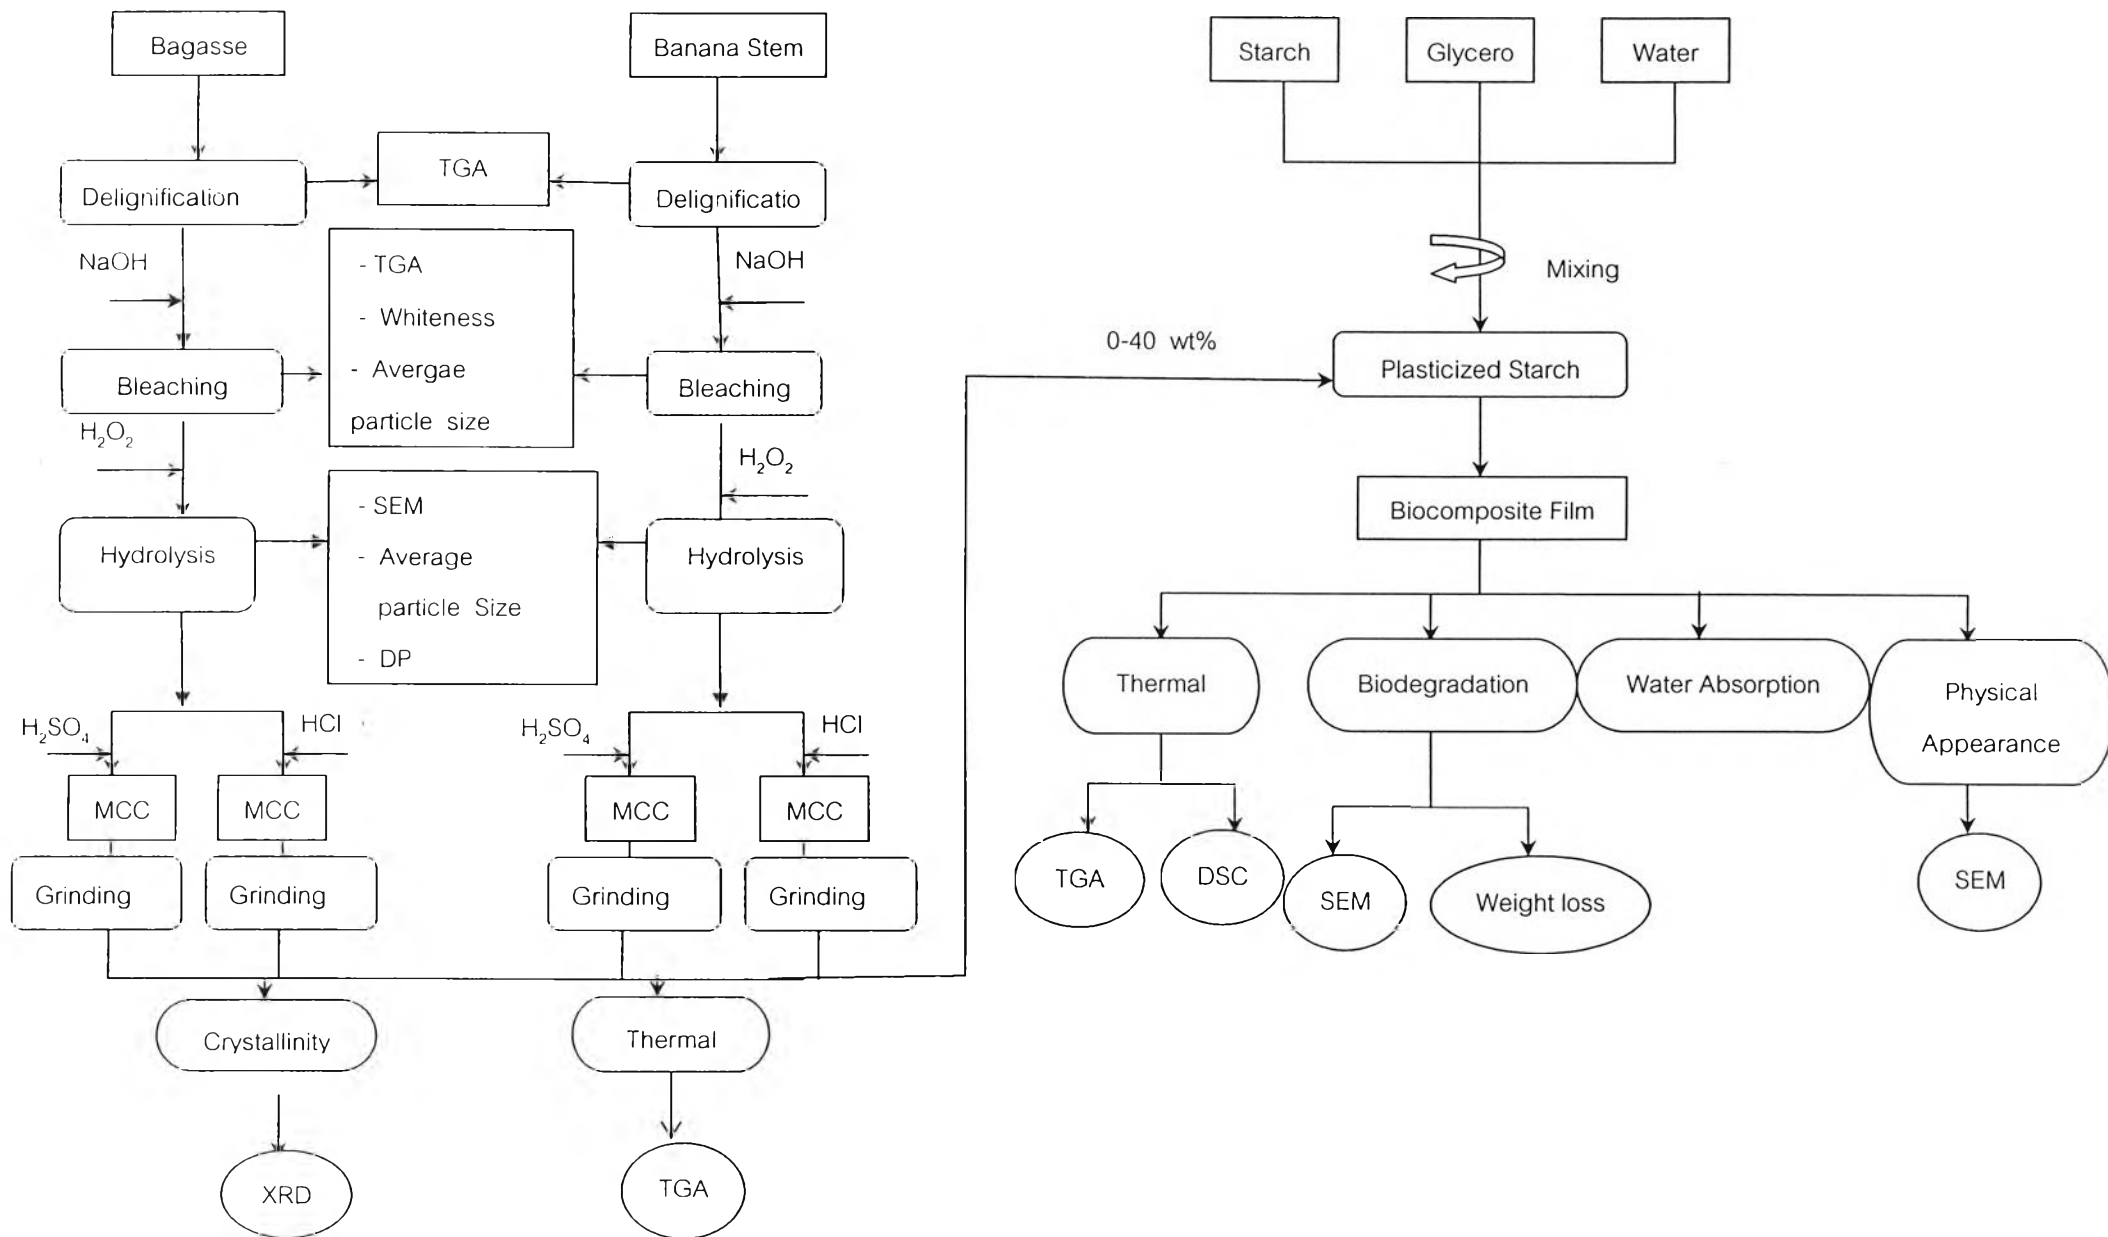 Bagasse
Banana Stem
TGA
Delignification
Delignificatio
NaOH
NaOH
- TGA
- Whiteness
- Avergae
particle size
Bleaching
Bleaching
H₂O₂
H₂O₂
- SEM
- Average
particle Size
- DP
Hydrolysis
Hydrolysis
H₂SO₄
HCl
H₂SO₄
HCl
MCC
MCC
MCC
MCC
Grinding
Grinding
Grinding
Grinding
Crystallinity
Thermal
XRD
TGA
Starch
Glycero
Water
Mixing
0-40 wt%
Plasticized Starch
Biocomposite Film
Thermal
Biodegradation
Water Absorption
Physical
Appearance
TGA
DSC
SEM
Weight loss
SEM